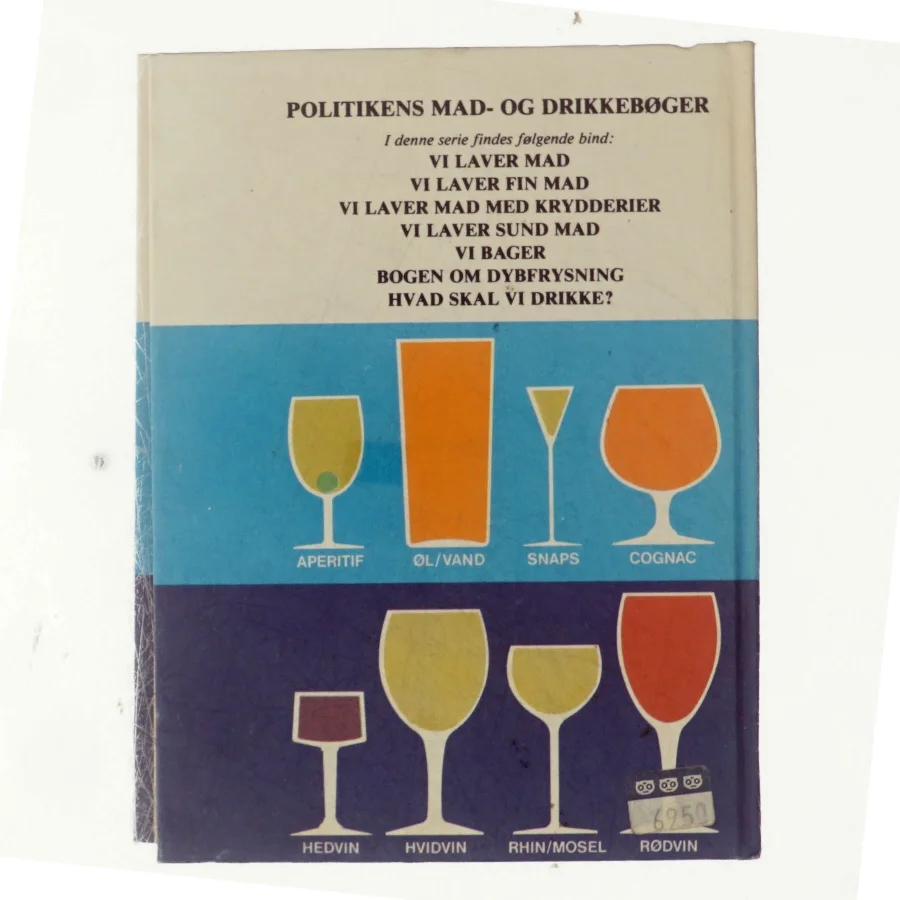 POLITIKENS MAD- OG DRIKKEBØGER
I denne serie findes følgende bind:
VI LAVER MAD
VI LAVER FIN MAD
VI LAVER MAD MED KRYDDERIER
VI LAVER SUND MAD
VI BAGER
BOGEN OM DYBFRYSNING
HVAD SKAL VI DRIKKE?
APERITIF ØL/VAND SNAPS COGNAC
6950
HEDVIN HVIDVIN RHIN/MOSEL RØDVIN